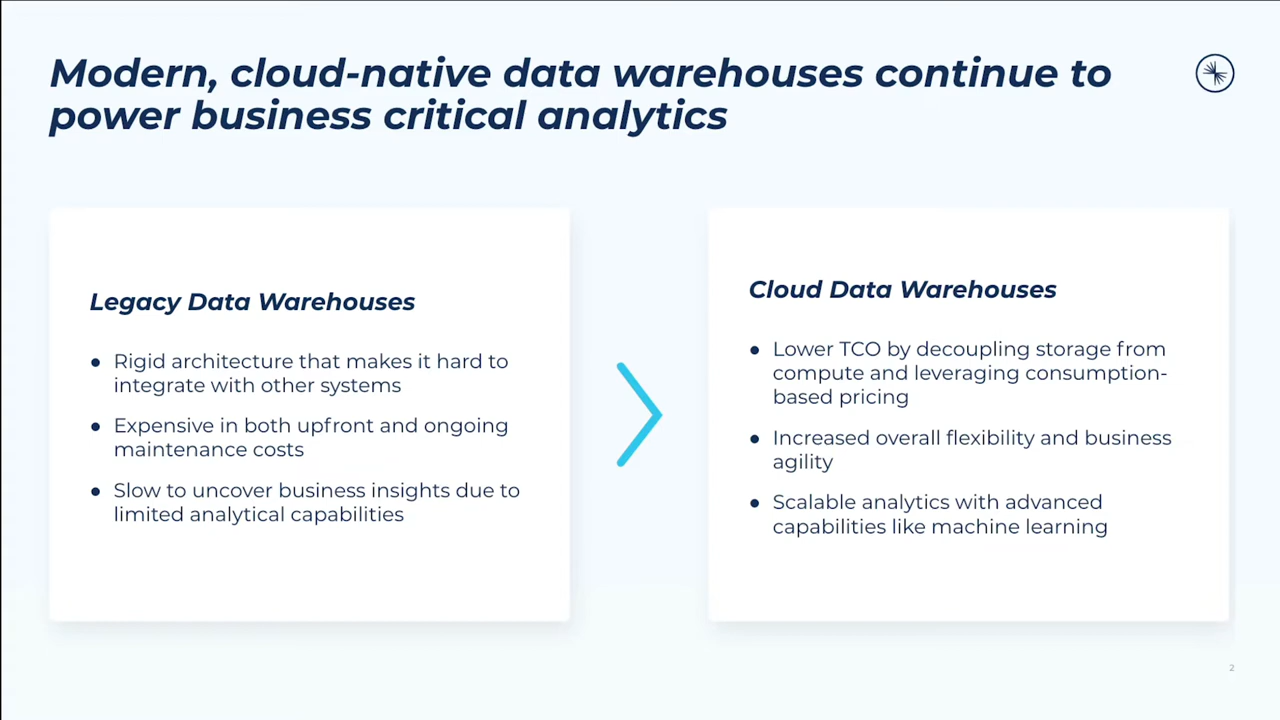 Modern, cloud-native data warehouses continue to
power business critical analytics
Legacy Data Warehouses
● Rigid architecture that makes it hard to
integrate with other systems
● Expensive in both upfront and ongoing
maintenance costs
● Slow to uncover business insights due to
limited analytical capabilities
Cloud Data Warehouses
● Lower TCO by decoupling storage from
compute and leveraging consumption-
based pricing
● Increased overall flexibility and business
agility
● Scalable analytics with advanced
capabilities like machine learning
2